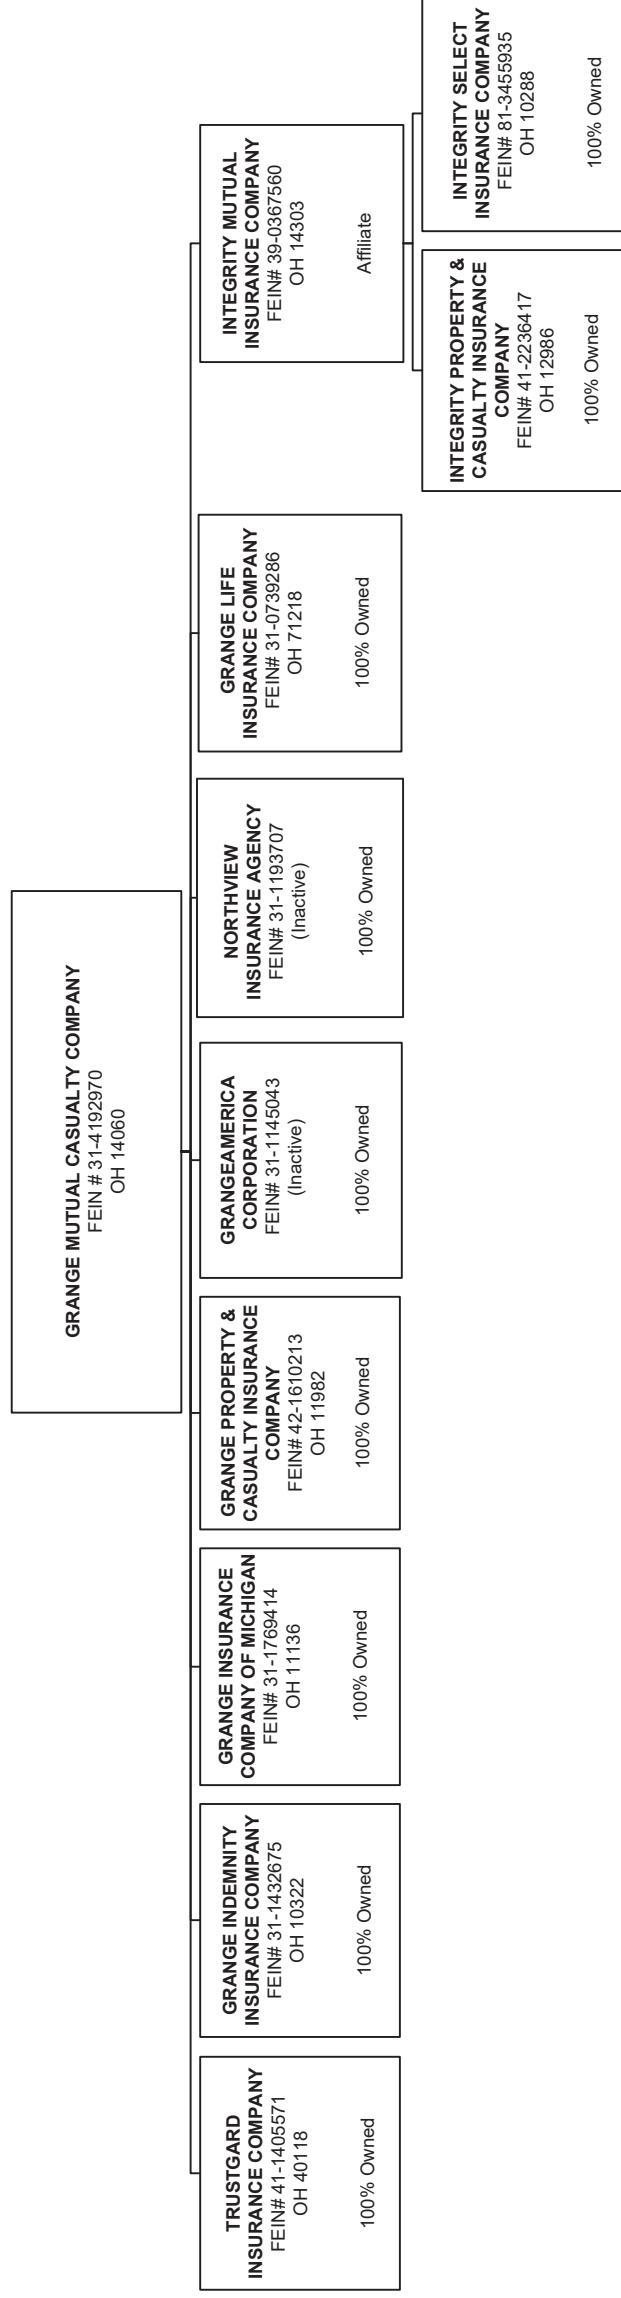 GRANGE MUTUAL CASUALTY COMPANY
FEIN # 31-4192970
OH 14060
TRUSTGARD
INSURANCE COMPANY
FEIN# 41-1405571
OH 40118
100% Owned
GRANGE INDEMNITY
INSURANCE COMPANY
FEIN# 31-1432675
OH 10322
100% Owned
GRANGE INSURANCE
COMPANY OF MICHIGAN
FEIN# 31-1769414
OH 11136
100% Owned
GRANGE PROPERTY &
CASUALTY INSURANCE
COMPANY
FEIN# 42-1610213
OH 11982
100% Owned
GRANGEAMERICA
CORPORATION
FEIN# 31-1145043
(Inactive)
100% Owned
NORTHVIEW
INSURANCE AGENCY
FEIN# 31-1193707
(Inactive)
100% Owned
GRANGE LIFE
INSURANCE COMPANY
FEIN# 31-0739286
OH 71218
100% Owned
INTEGRITY MUTUAL
INSURANCE COMPANY
FEIN# 39-0367560
OH 14303
Affiliate
INTEGRITY PROPERTY &
CASUALTY INSURANCE
COMPANY
FEIN# 41-2236417
OH 12986
100% Owned
INTEGRITY SELECT
INSURANCE COMPANY
FEIN# 81-3455935
OH 10288
100% Owned